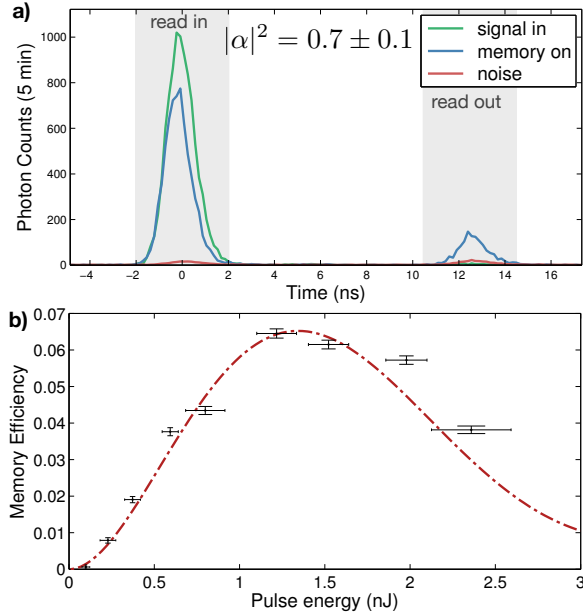 a)
read in
|α|² = 0.7 ± 0.1
signal in
memory on
noise
read out
Photon Counts (5 min)
1000
800
600
400
200
0
−4 −2 0 2 4 6 8 10 12 14 16
Time (ns)
b)
Memory Efficiency
0.07
0.06
0.05
0.04
0.03
0.02
0.01
0
0 0.5 1 1.5 2 2.5 3
Pulse energy (nJ)